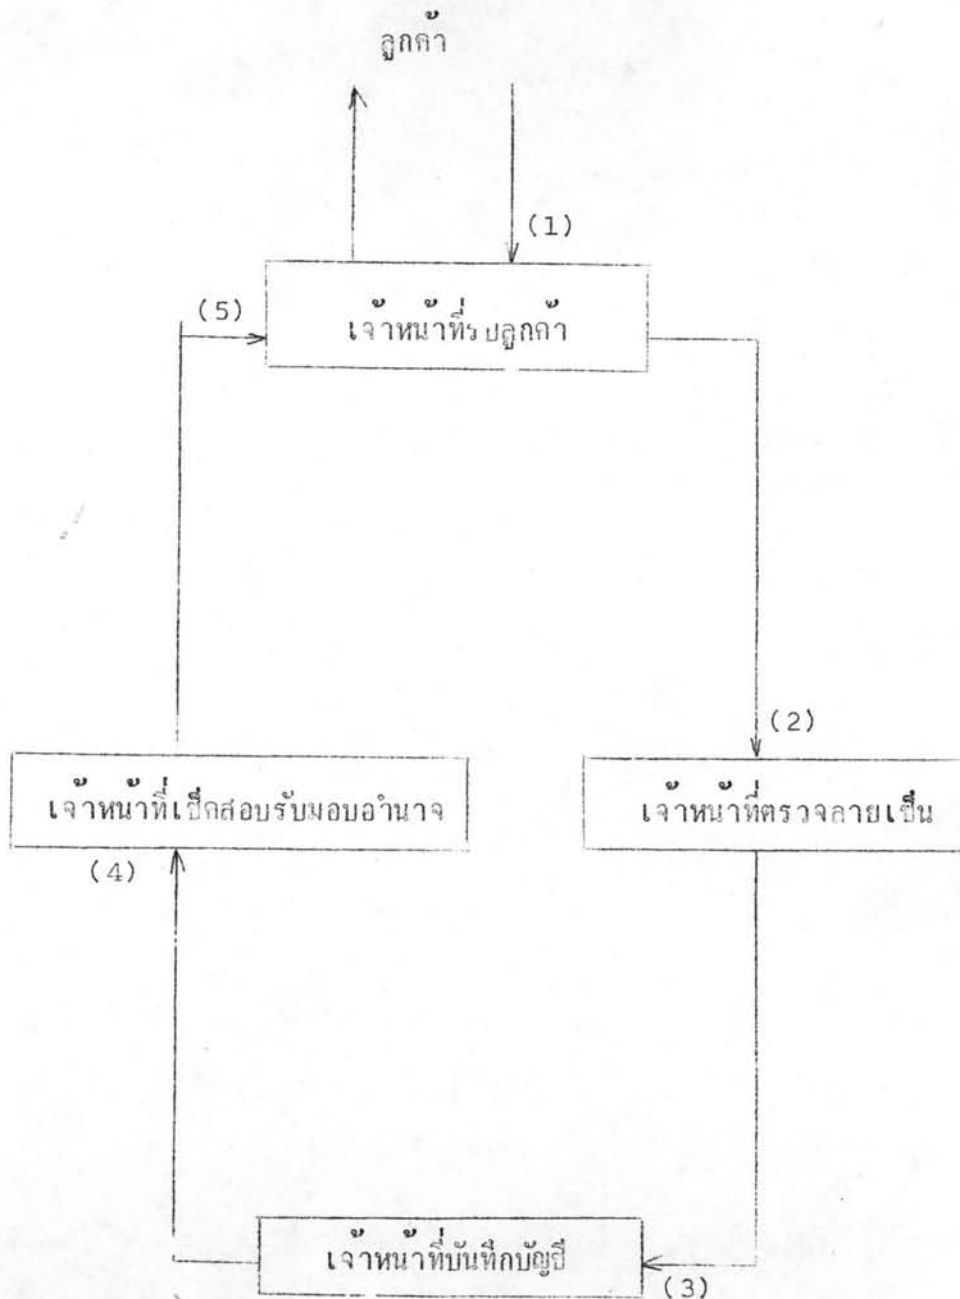 ลูกค้า
(1)
(5)
เจ้าหน้าที่รับลูกค้า
(2)
เจ้าหน้าที่เช็คสอบรับมอบอำนาจ
เจ้าหน้าที่ตรวจลายเซ็น
(4)
เจ้าหน้าที่บันทึกบัญชี
(3)